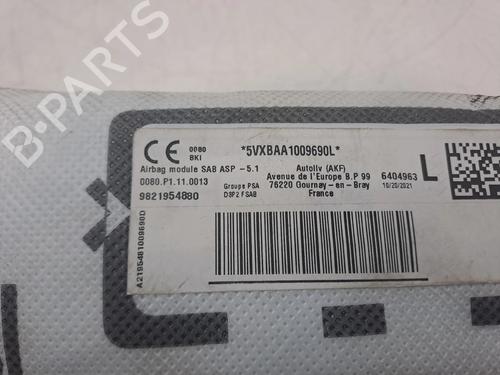 B-PARTS
CE
0080
BKI
*5VXBAA1009690L*
Airbag module SAB ASP -5.1
0080.P1.11.0013
9821954880
Groupe PSA
D3P2 FSAB
Autoliv (AKF)
Avenue de l'Europe B.P 99
76220 Gournay-en-Bray
France
6404963
10/20/2021
L
A2195481009690D